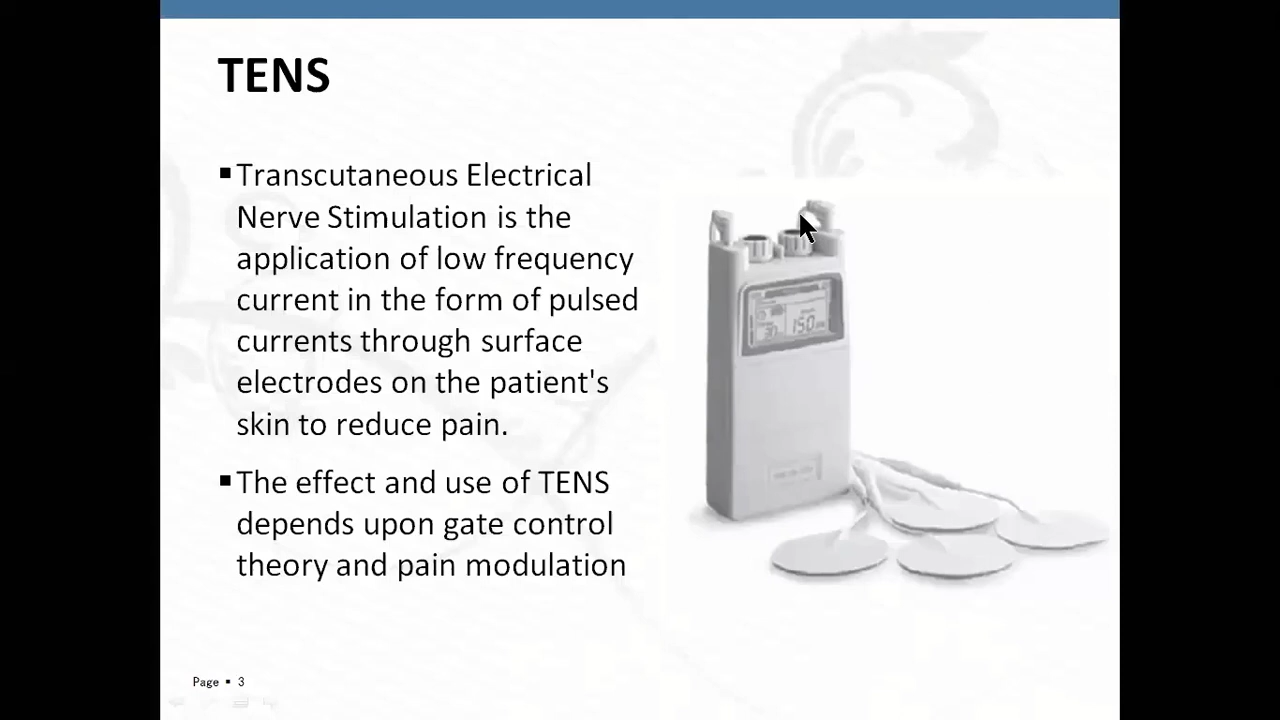 TENS
▪Transcutaneous Electrical
Nerve Stimulation is the
application of low frequency
current in the form of pulsed
currents through surface
electrodes on the patient's
skin to reduce pain.
▪The effect and use of TENS
depends upon gate control
theory and pain modulation
150
Page ▪ 3